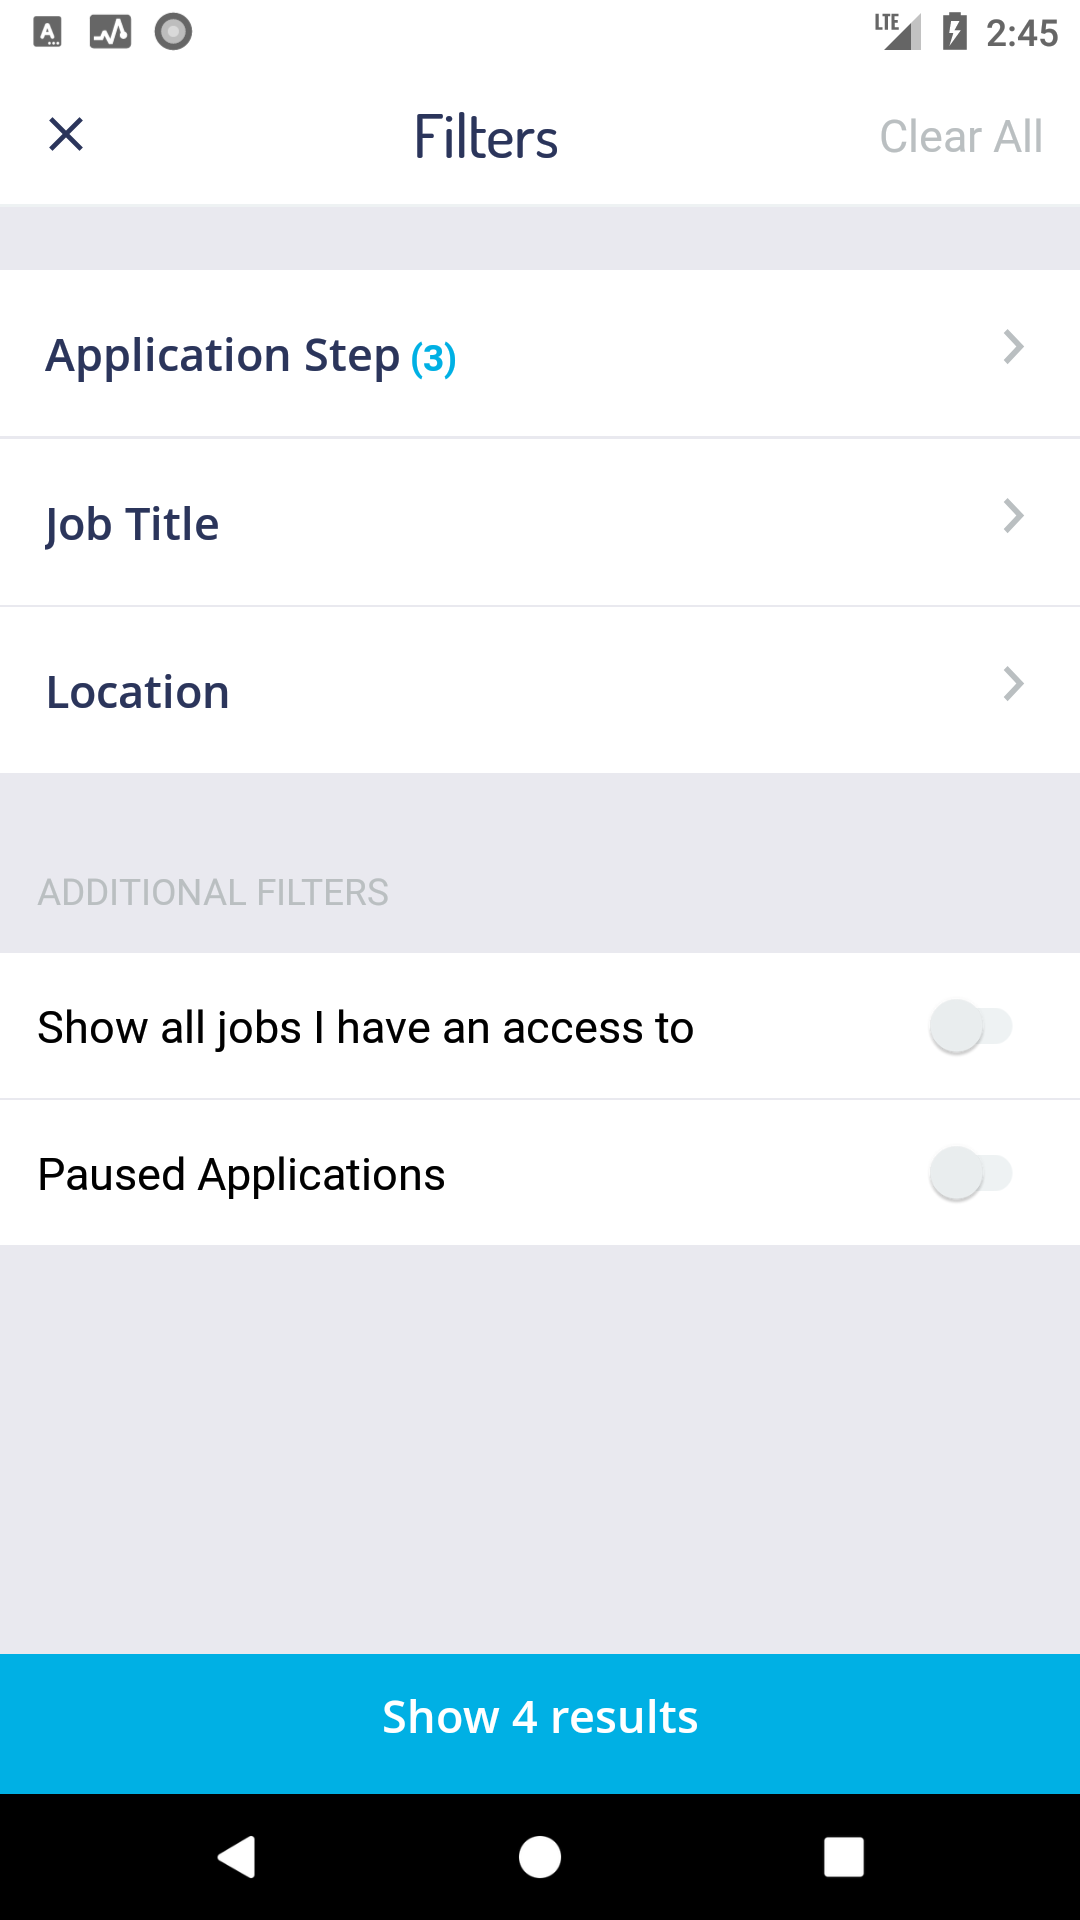 LTE 2:45
Filters
Clear All
Application Step (3)
Job Title
Location
ADDITIONAL FILTERS
Show all jobs I have an access to
Paused Applications
Show 4 results